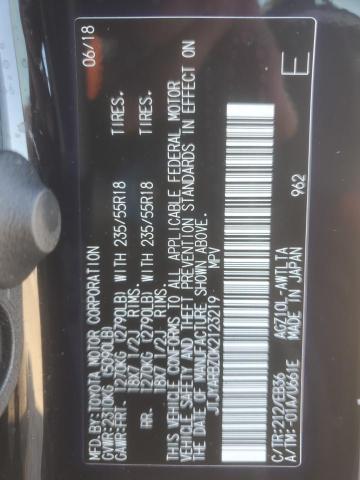 MFD. BY: TOYOTA MOTOR CORPORATION 06/18
GVWR: 2310KG (5090LB)
GAWR: FRT. 1220KG (2790LB) WITH 235/55R18 TIRES.
18X7 1/2J RIMS.
RR. 1270KG (2790LB) WITH 235/55R18 TIRES.
18X7 1/2J RIMS.
THIS VEHICLE CONFORMS TO ALL APPLICABLE FEDERAL MOTOR
VEHICLE SAFETY AND THEFT PREVENTION STANDARDS IN EFFECT ON
THE DATE OF MANUFACTURE SHOWN ABOVE.
JTJYARBZ0K2123219 MPV
E
C/TR: 212/EB36 AGZ10L-AWTLTA
A/TM: -01A/U661E MADE IN JAPAN 962